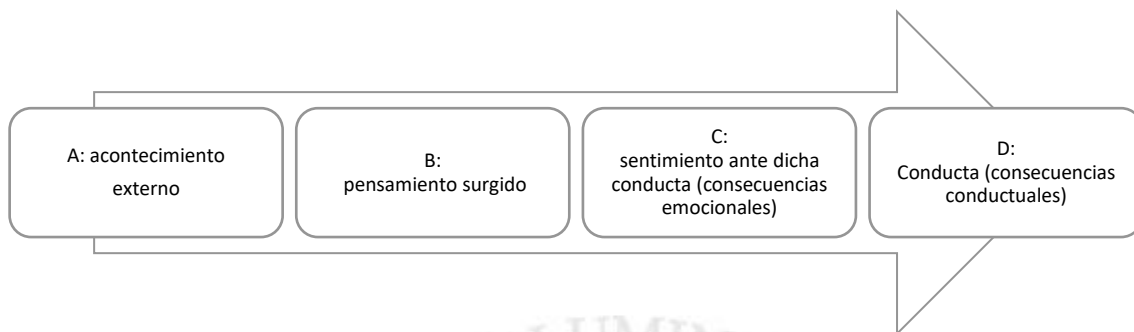 A: acontecimiento
externo
B:
pensamiento surgido
C:
sentimiento ante dicha
conducta (consecuencias
emocionales)
D:
Conducta (consecuencias
conductuales)